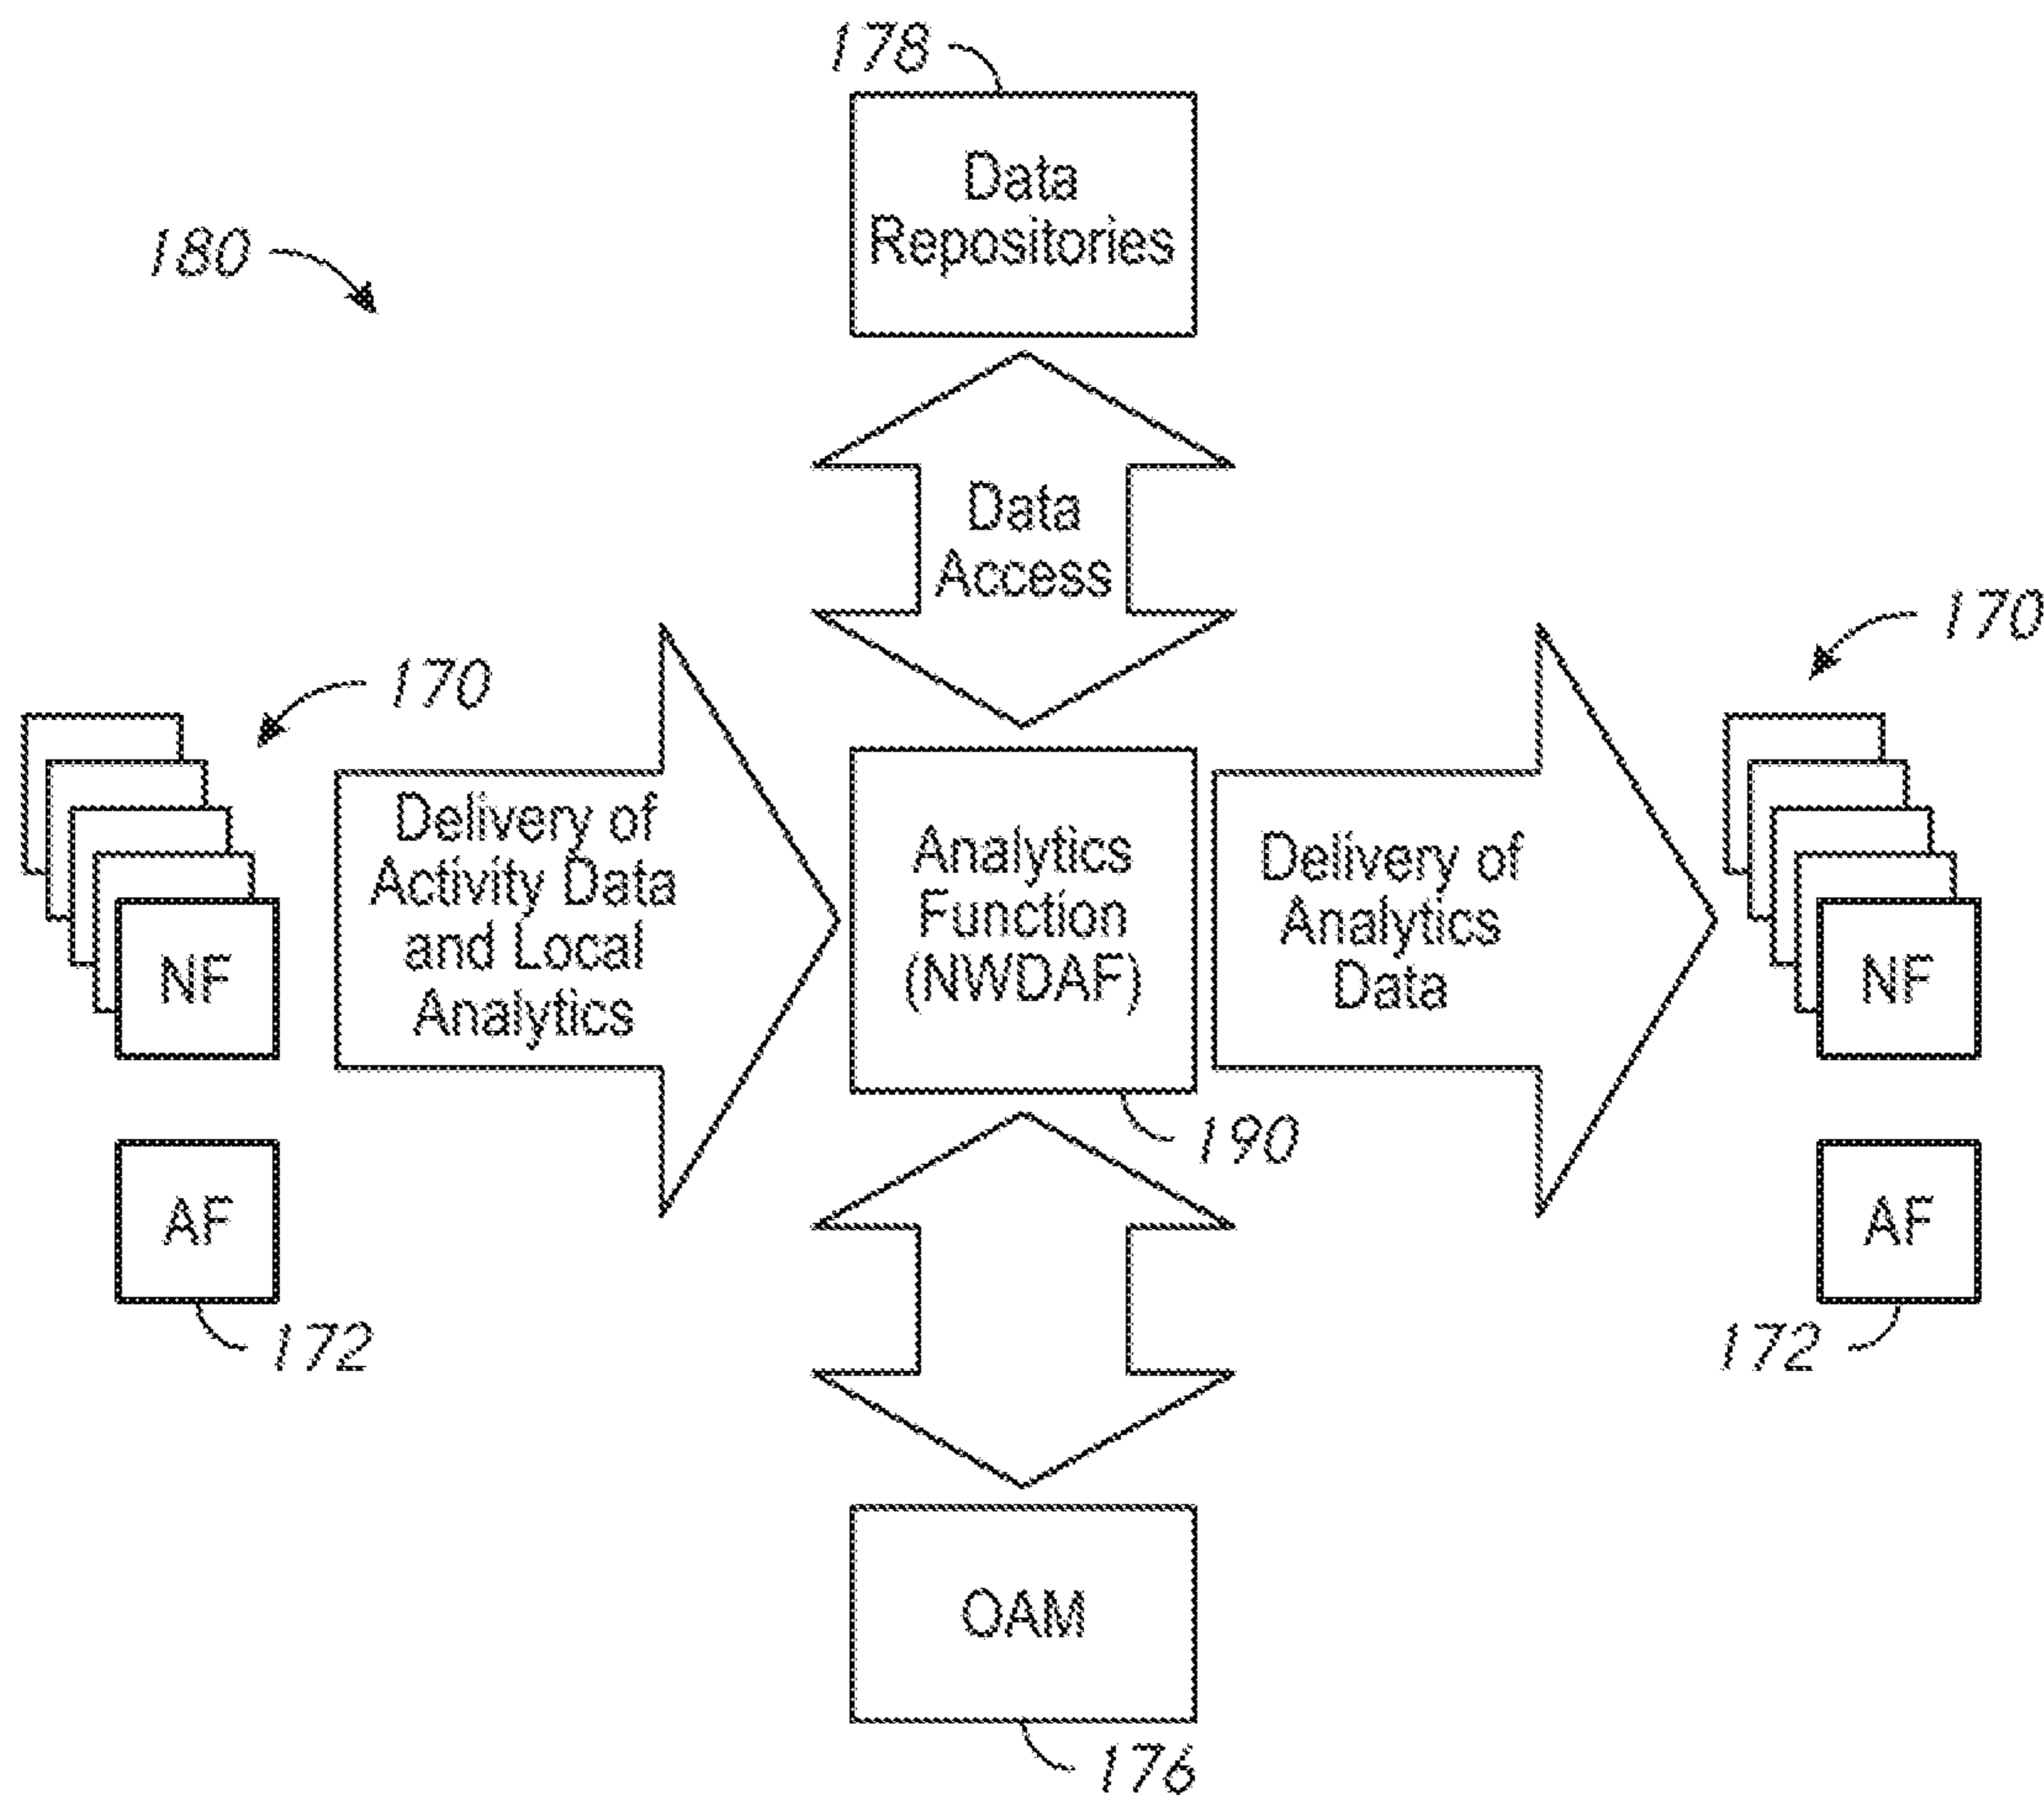 178
Data
Repositories
180
Data
Access
170
170
Delivery of
Activity Data
and Local
Analytics
Analytics
Function
(NWDAF)
Delivery of
Analytics
Data
NF
NF
190
AF
AF
172
172
OAM
176